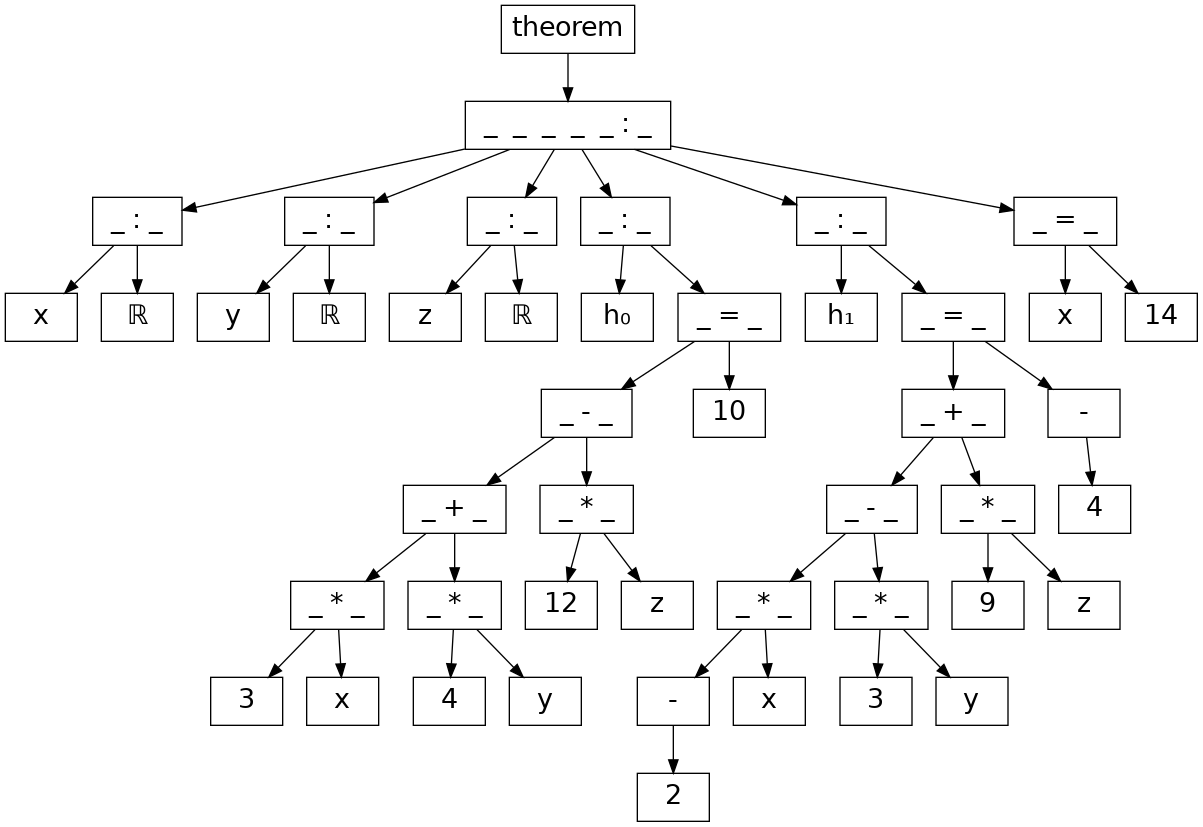 theorem
_ _ _ _ _ : _
_ : _
_ : _
_ : _
_ : _
_ : _
_ = _
x
ℝ
y
ℝ
z
ℝ
h₀
_ = _
h₁
_ = _
x
14
_ - _
10
_ + _
-
_ + _
_ * _
_ - _
_ * _
4
_ * _
_ * _
12
z
_ * _
_ * _
9
z
3
x
4
y
-
x
3
y
2